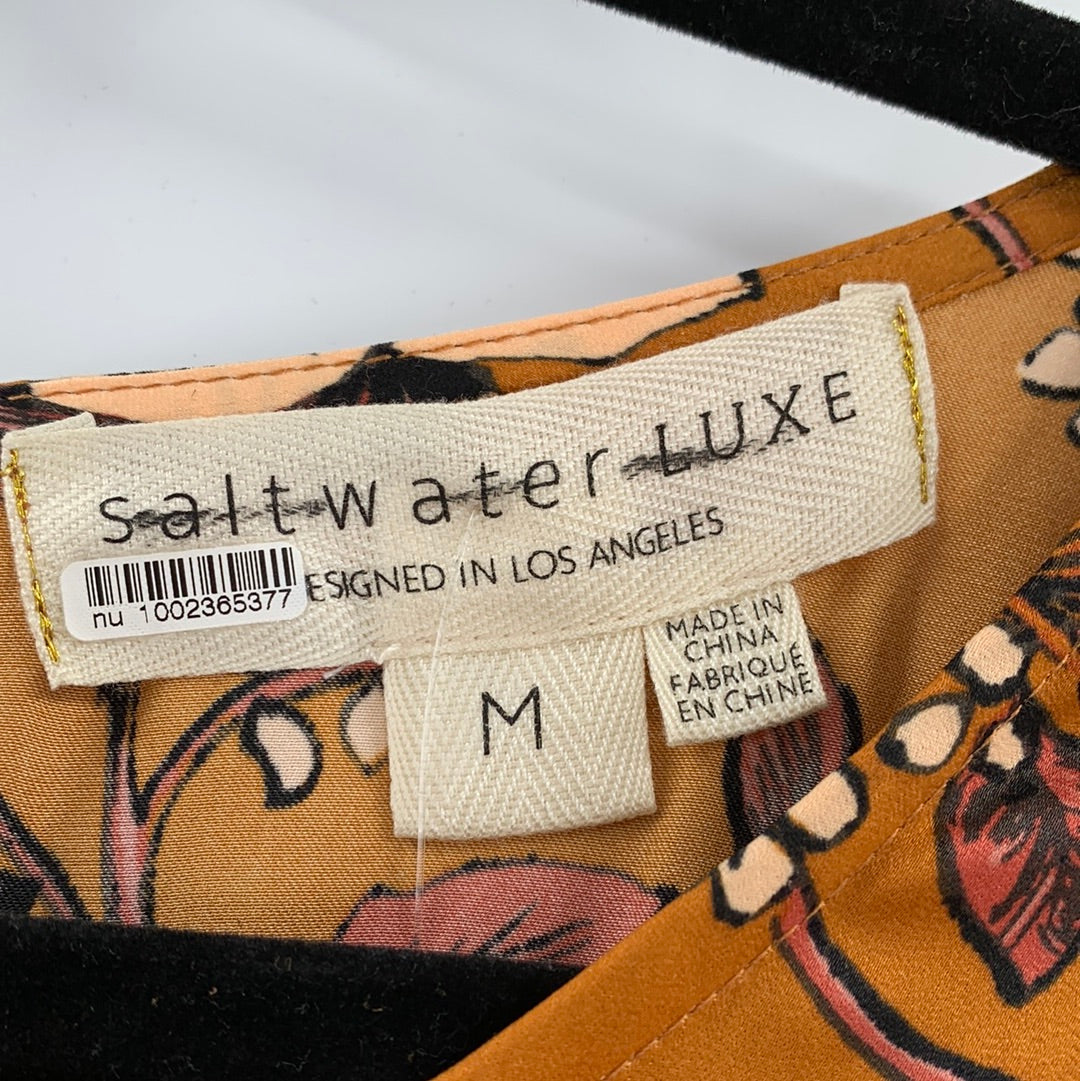 saltwater LUXE
ESIGNED IN LOS ANGELES
nu 1002365377
M
MADE IN
CHINA
FABRIQUÉ
EN CHINE